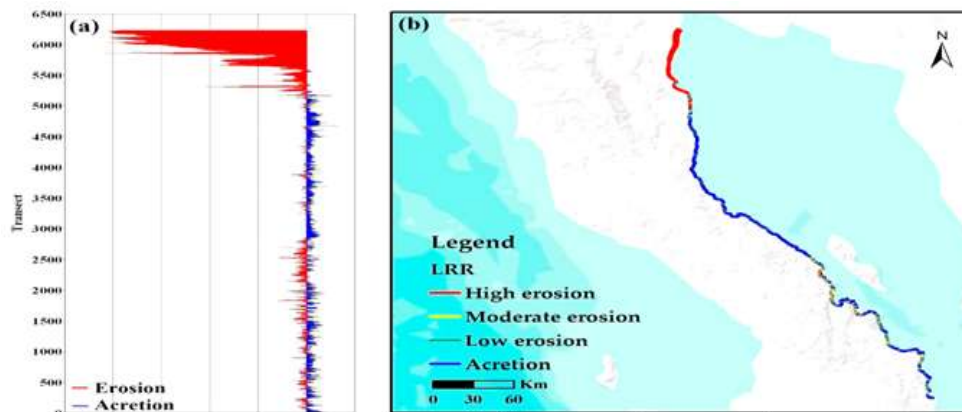 (a)
6500
6000
5500
5000
4500
4000
3500
3000
2500
2000
1500
1000
500
Transect
Erosion
Acretion
(b)
N
Legend
LRR
High erosion
Moderate erosion
Low erosion
Acretion
Km
0 30 60